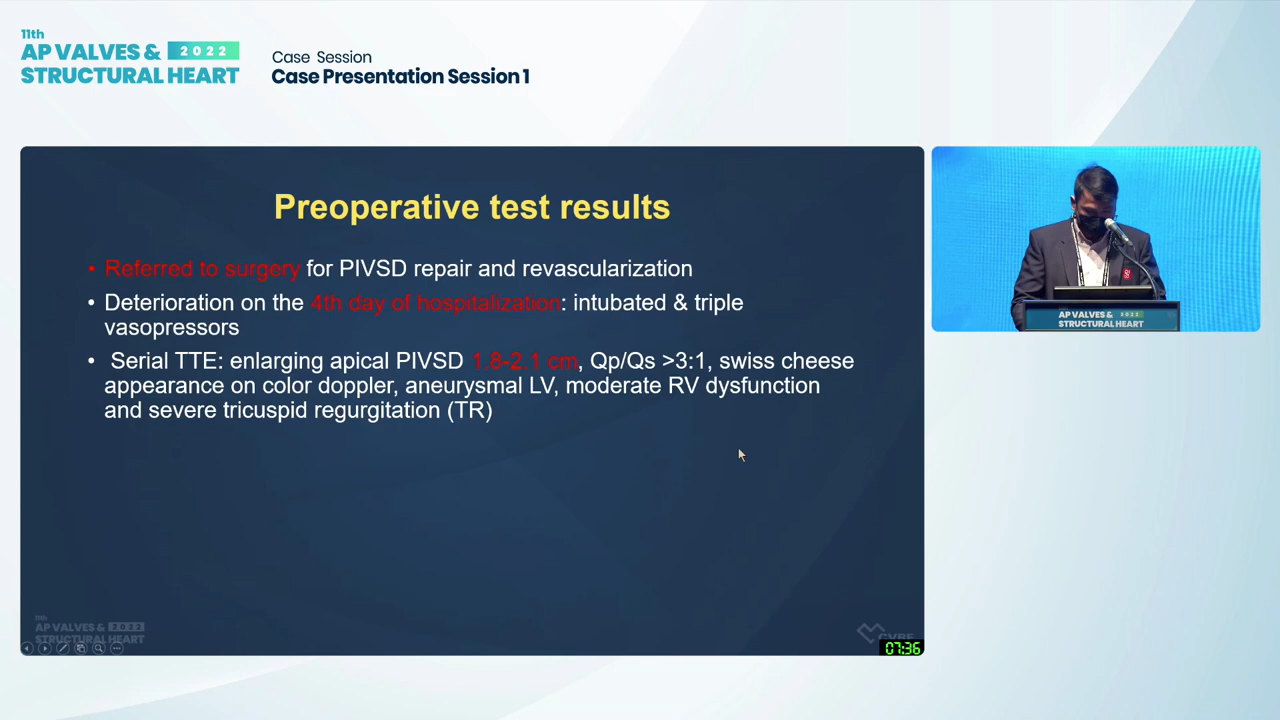 11th
AP VALVES & 2022
STRUCTURAL HEART
Case Session
Case Presentation Session 1
Preoperative test results
• Referred to surgery for PIVSD repair and revascularization
• Deterioration on the 4th day of hospitalization: intubated & triple
vasopressors
• Serial TTE: enlarging apical PIVSD 1.8-2.1 cm, Qp/Qs >3:1, swiss cheese
appearance on color doppler, aneurysmal LV, moderate RV dysfunction
and severe tricuspid regurgitation (TR)
11th
AP VALVES & 2022
STRUCTURAL HEART
CVRF
07:36
AP VALVES & 2022
STRUCTURAL HEART